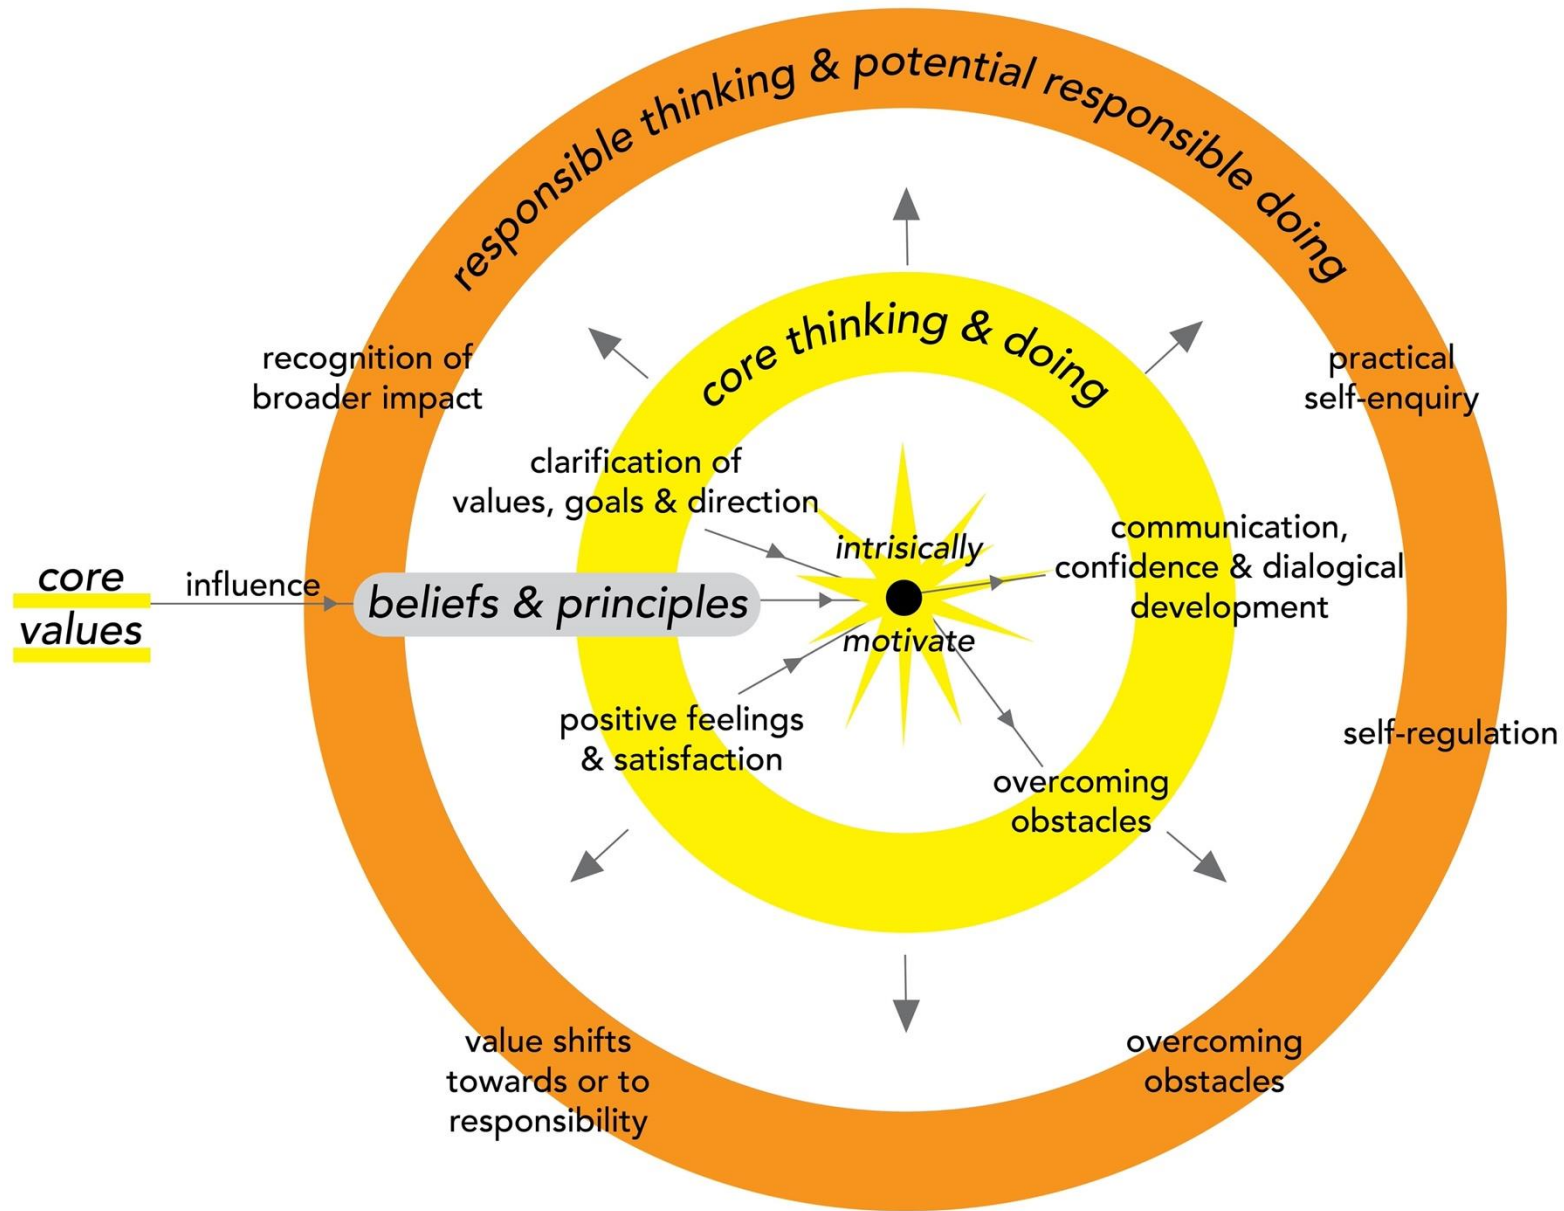 responsible thinking & potential responsible doing
core thinking & doing
recognition of
broader impact
practical
self-enquiry
clarification of
values, goals & direction
communication,
confidence & dialogical
development
intrisically
motivate
core
values
influence
beliefs & principles
positive feelings
& satisfaction
self-regulation
overcoming
obstacles
value shifts
towards or to
responsibility
overcoming
obstacles